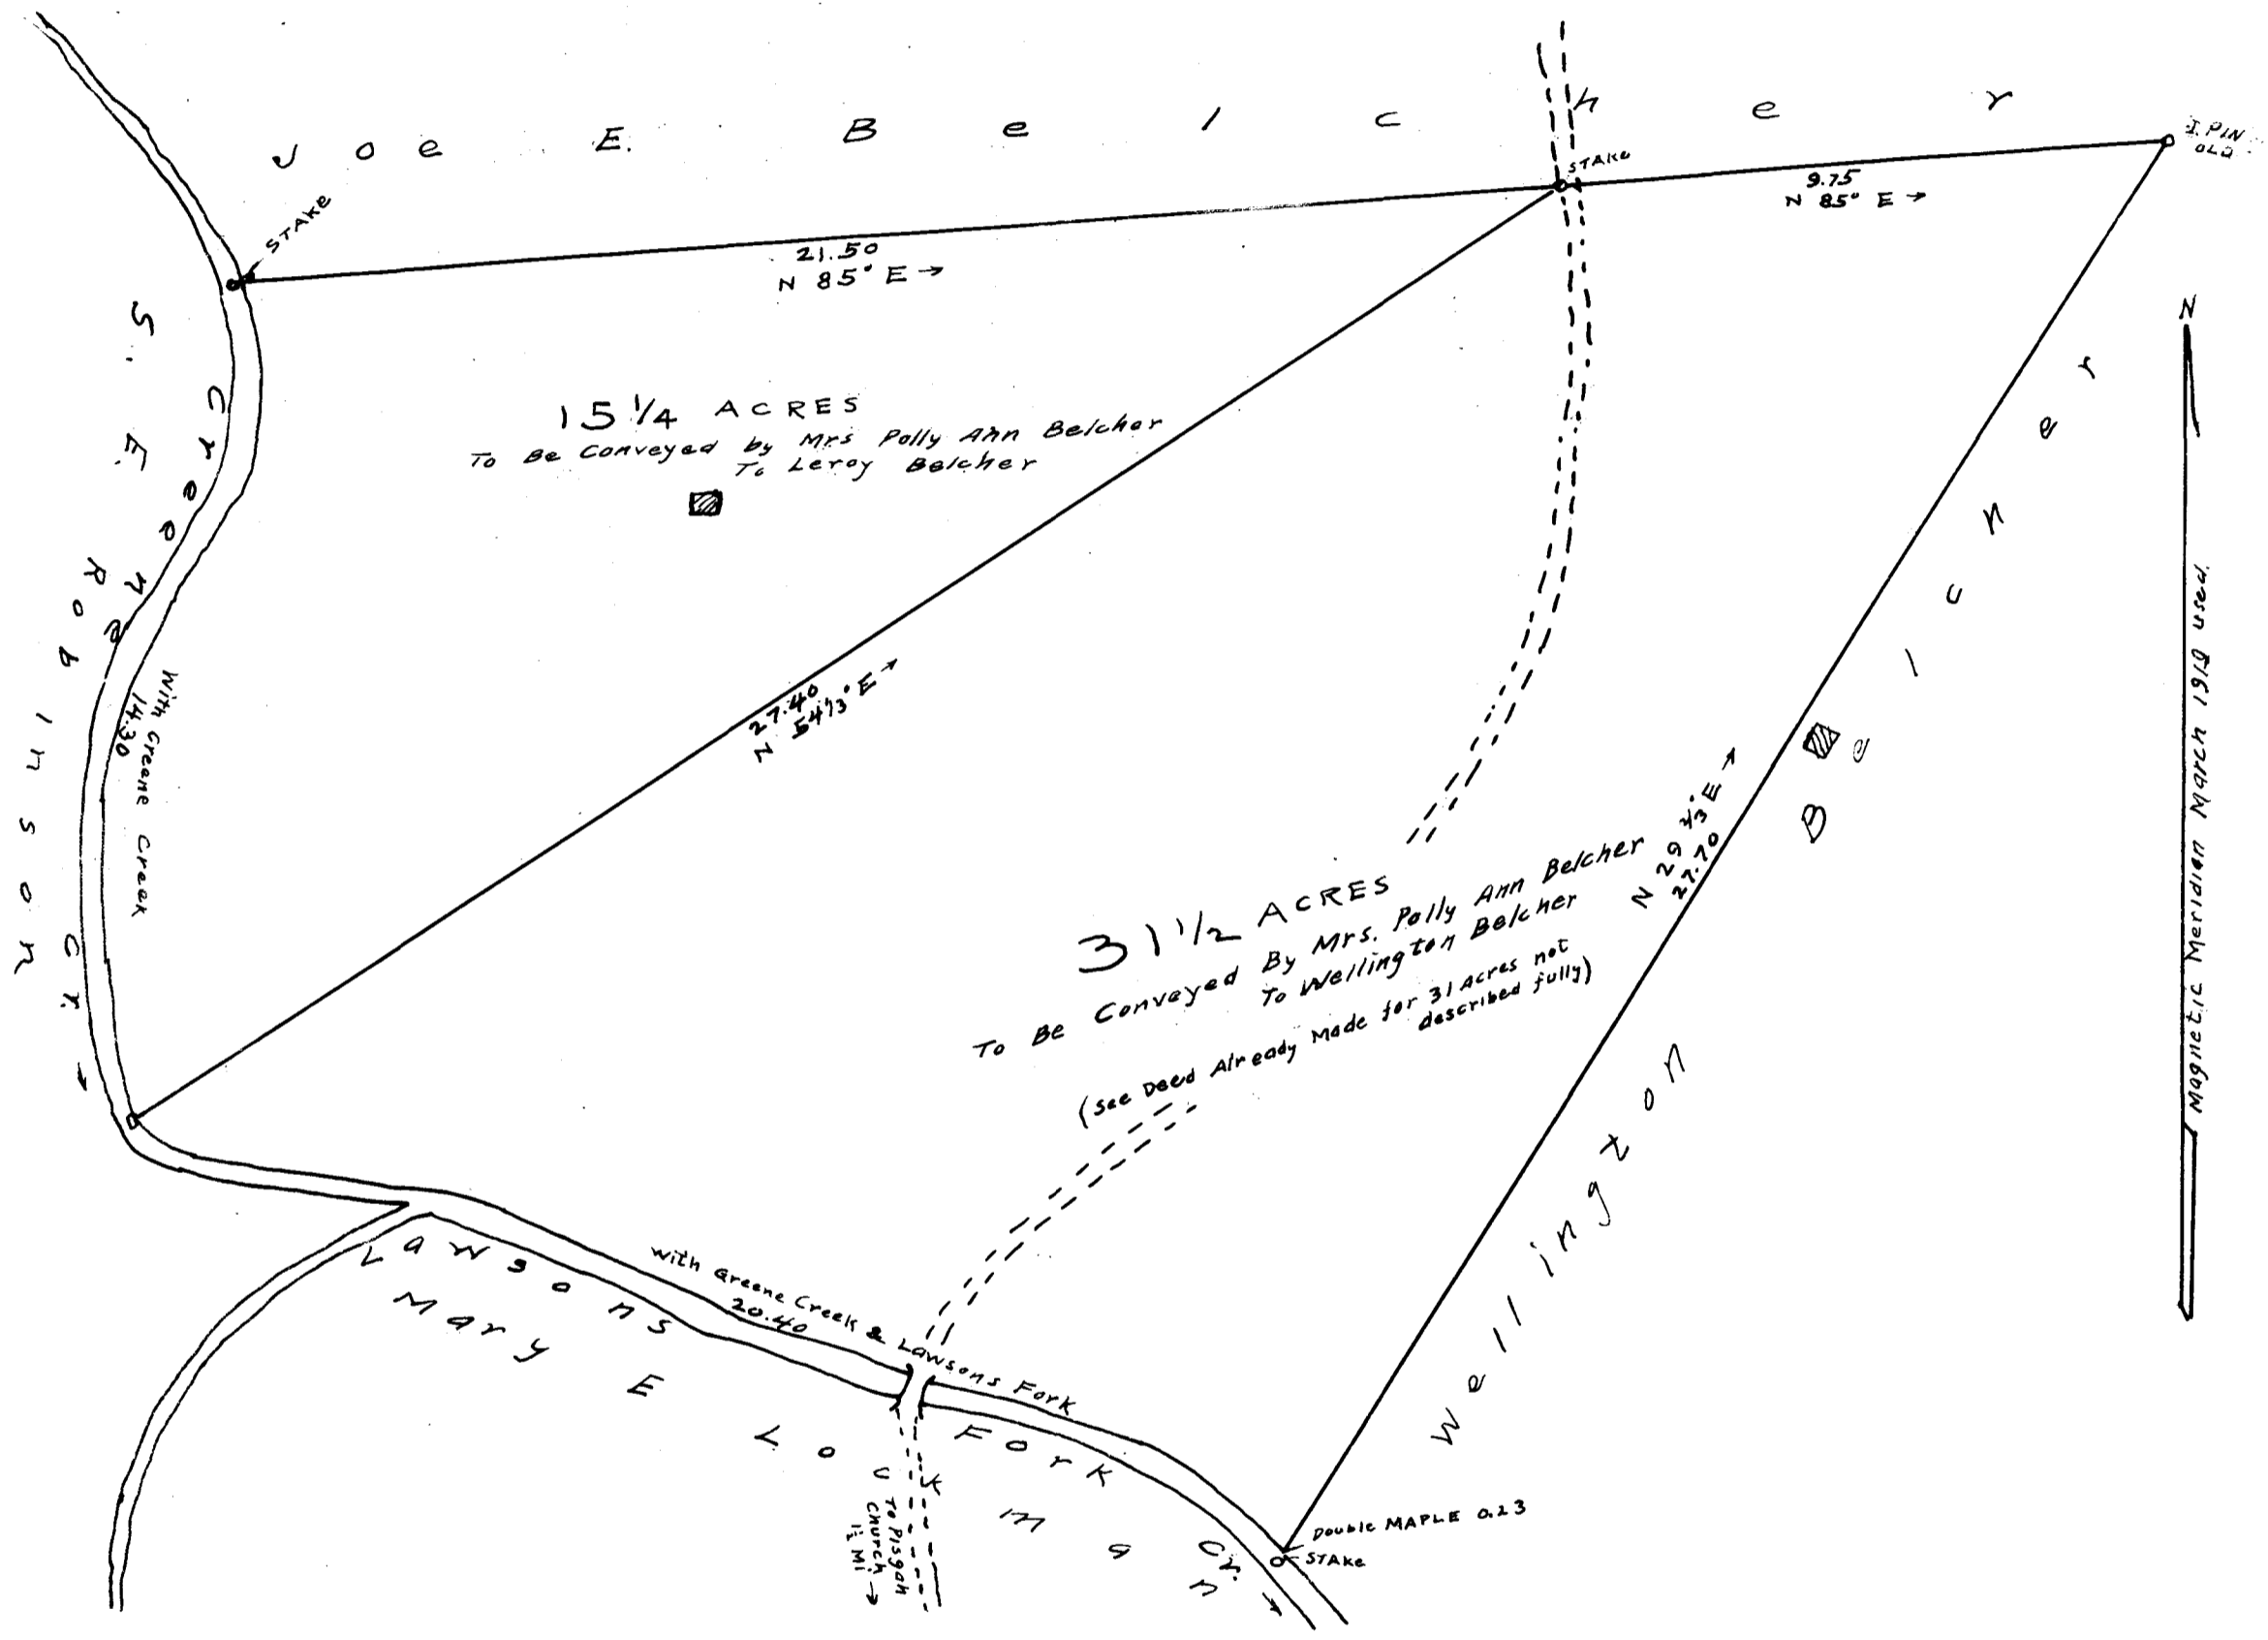 Joe E. Belcher
I. PIN
OLD
STAKE
STAKE
9.75
N 85° E →
21.50
N 85° E →
N
S. F. Robinson
Greene Cr.
15 1/4 ACRES
To Be Conveyed by Mrs Polly Ann Belcher
To Leroy Belcher
With Greene Creek
14.30
27.40
N 54 1/3° E →
N 29 2/3° E →
27.70
Wellington Belcher
Magnetic Meridian March 1919 used.
31 1/2 ACRES
To Be Conveyed By Mrs. Polly Ann Belcher
To Wellington Belcher
(See Deed Already Made for 31 Acres not
described fully)
With Greene Creek & Lawsons Fork
20.40
Lawsons Fork Cr.
Mary E Lockman
To Pisgah
Church
1 1/2 Mi. →
Double MAPLE 0.23
STAKE